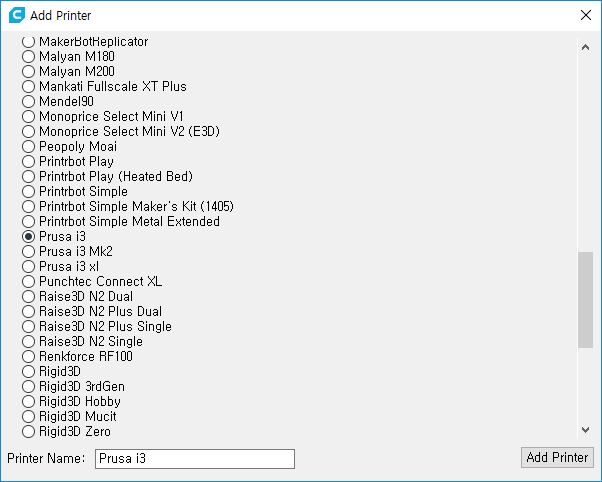 Add Printer
MakerBotReplicator
Malyan M180
Malyan M200
Mankati Fullscale XT Plus
Mendel90
Monoprice Select Mini V1
Monoprice Select Mini V2 (E3D)
Peopoly Moai
Printrbot Play
Printrbot Play (Heated Bed)
Printrbot Simple
Printrbot Simple Maker's Kit (1405)
Printrbot Simple Metal Extended
Prusa i3
Prusa i3 Mk2
Prusa i3 xl
Punchtec Connect XL
Raise3D N2 Dual
Raise3D N2 Plus Dual
Raise3D N2 Plus Single
Raise3D N2 Single
Renkforce RF100
Rigid3D
Rigid3D 3rdGen
Rigid3D Hobby
Rigid3D Mucit
Rigid3D Zero
Printer Name: Prusa i3 Add Printer